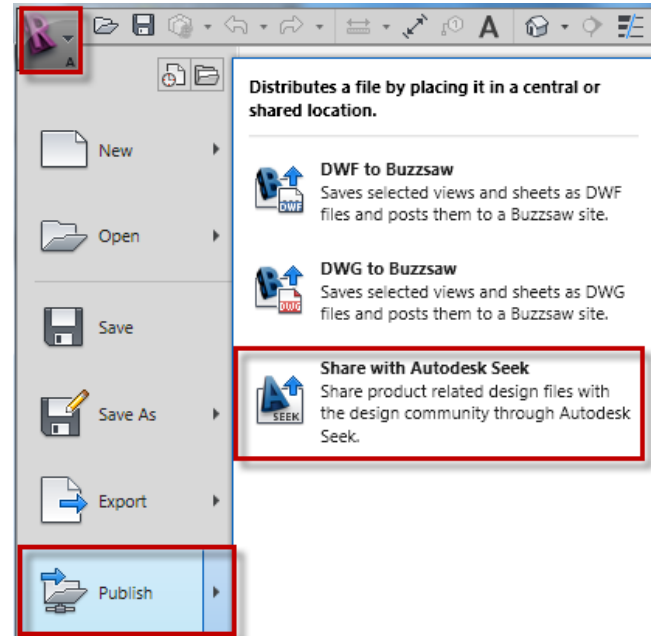 A
A
Distributes a file by placing it in a central or
shared location.
New
DWF to Buzzsaw
Saves selected views and sheets as DWF
files and posts them to a Buzzsaw site.
DWF
Open
DWG to Buzzsaw
Saves selected views and sheets as DWG
files and posts them to a Buzzsaw site.
DWG
Save
Share with Autodesk Seek
Share product related design files with
the design community through Autodesk
Seek.
SEEK
Save As
Export
Publish